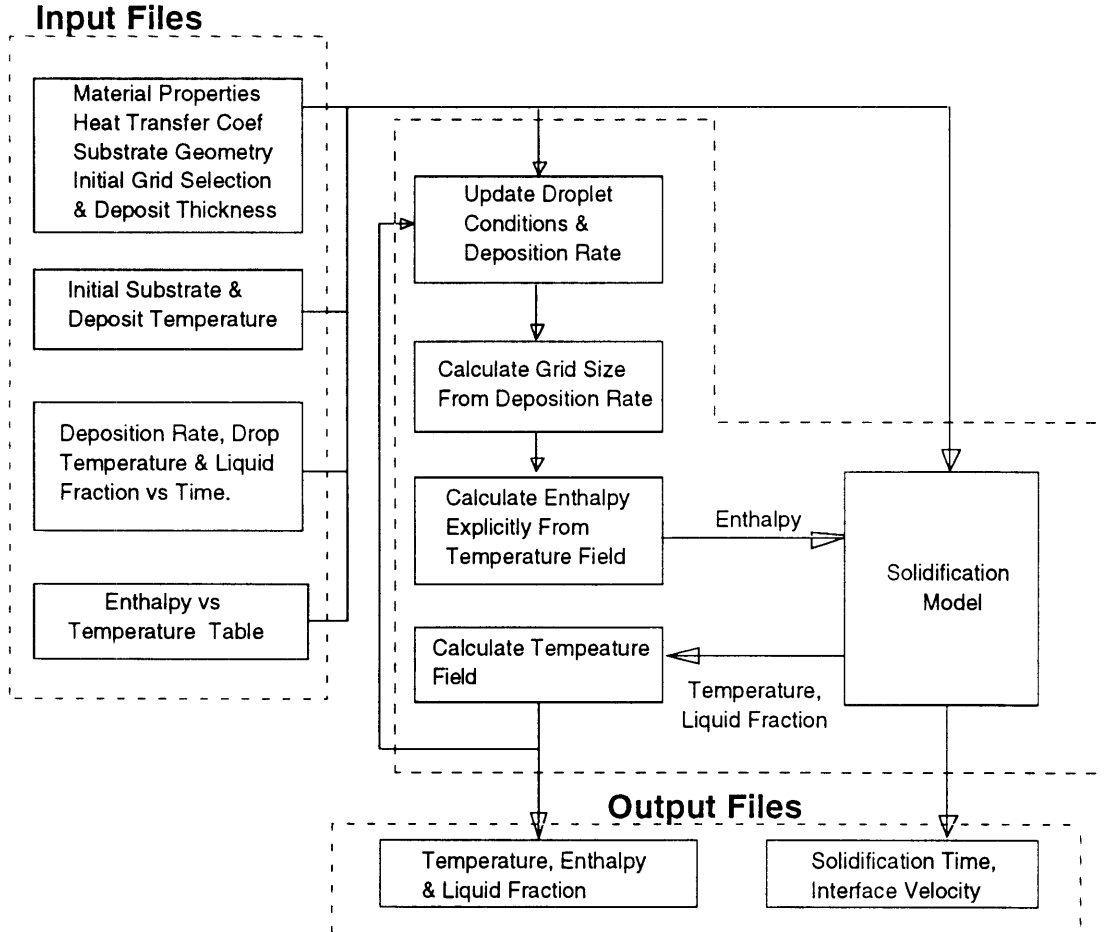 Input Files
Material Properties
Heat Transfer Coef
Substrate Geometry
Initial Grid Selection
& Deposit Thickness
Initial Substrate &
Deposit Temperature
Deposition Rate, Drop
Temperature & Liquid
Fraction vs Time.
Enthalpy vs
Temperature Table
Update Droplet
Conditions &
Deposition Rate
Calculate Grid Size
From Deposition Rate
Calculate Enthalpy
Explicitly From
Temperature Field
Enthalpy
Solidification
Model
Calculate Tempeature
Field
Temperature,
Liquid Fraction
Output Files
Temperature, Enthalpy
& Liquid Fraction
Solidification Time,
Interface Velocity